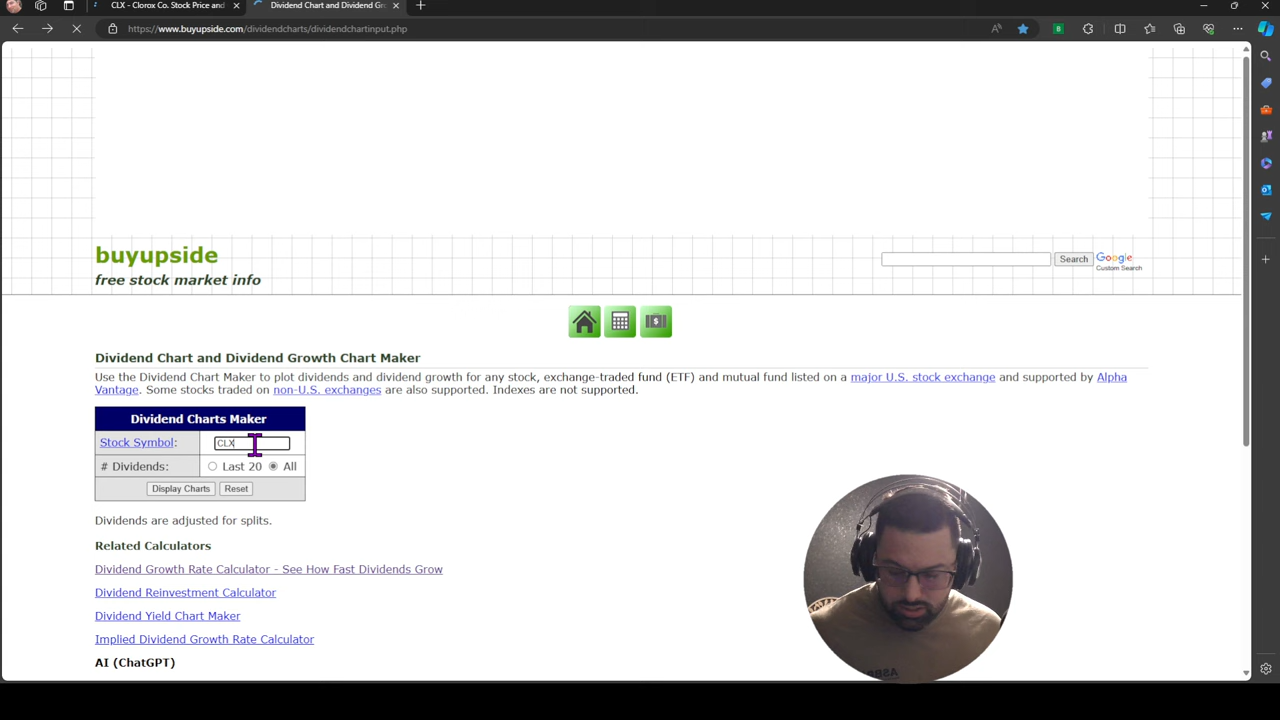 CLX - Clorox Co. Stock Price and
Dividend Chart and Dividend Gro
https://www.buyupside.com/dividendcharts/dividendchartinput.php
buyupside
free stock market info
Search
Google
Custom Search
Dividend Chart and Dividend Growth Chart Maker
Use the Dividend Chart Maker to plot dividends and dividend growth for any stock, exchange-traded fund (ETF) and mutual fund listed on a major U.S. stock exchange and supported by Alpha
Vantage. Some stocks traded on non-U.S. exchanges are also supported. Indexes are not supported.
Dividend Charts Maker
Stock Symbol: CLX
# Dividends: Last 20 All
Display Charts Reset
Dividends are adjusted for splits.
Related Calculators
Dividend Growth Rate Calculator - See How Fast Dividends Grow
Dividend Reinvestment Calculator
Dividend Yield Chart Maker
Implied Dividend Growth Rate Calculator
AI (ChatGPT)